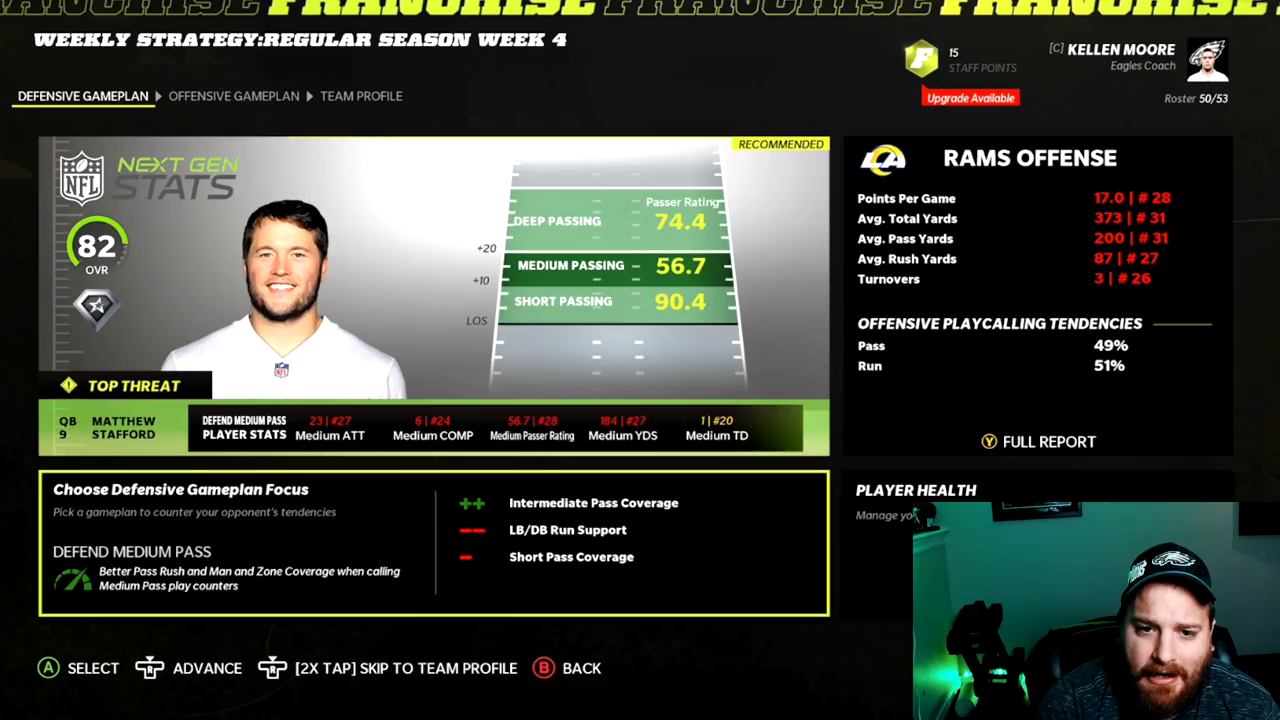 FRANCHISE FRANCHISE FRANCHISE FRANCHISE
WEEKLY STRATEGY:REGULAR SEASON WEEK 4
15
STAFF POINTS
Upgrade Available
[C] KELLEN MOORE
Eagles Coach
Roster 50/53
DEFENSIVE GAMEPLAN OFFENSIVE GAMEPLAN TEAM PROFILE
RECOMMENDED
NFL
NEXT GEN
STATS
82
OVR
Passer Rating
DEEP PASSING 74.4
+20
MEDIUM PASSING 56.7
+10
SHORT PASSING 90.4
LOS
! TOP THREAT
QB
9
MATTHEW
STAFFORD
DEFEND MEDIUM PASS
PLAYER STATS
23 | #27
Medium ATT
6 | #24
Medium COMP
56.7 | #28
Medium Passer Rating
184 | #27
Medium YDS
1 | #20
Medium TD
RAMS OFFENSE
Points Per Game 17.0 | # 28
Avg. Total Yards 373 | # 31
Avg. Pass Yards 200 | # 31
Avg. Rush Yards 87 | # 27
Turnovers 3 | # 26
OFFENSIVE PLAYCALLING TENDENCIES
Pass 49%
Run 51%
Y FULL REPORT
Choose Defensive Gameplan Focus
Pick a gameplan to counter your opponent's tendencies
DEFEND MEDIUM PASS
Better Pass Rush and Man and Zone Coverage when calling
Medium Pass play counters
++ Intermediate Pass Coverage
-- LB/DB Run Support
- Short Pass Coverage
PLAYER HEALTH
Manage yo
A SELECT R ADVANCE R [2X TAP] SKIP TO TEAM PROFILE B BACK